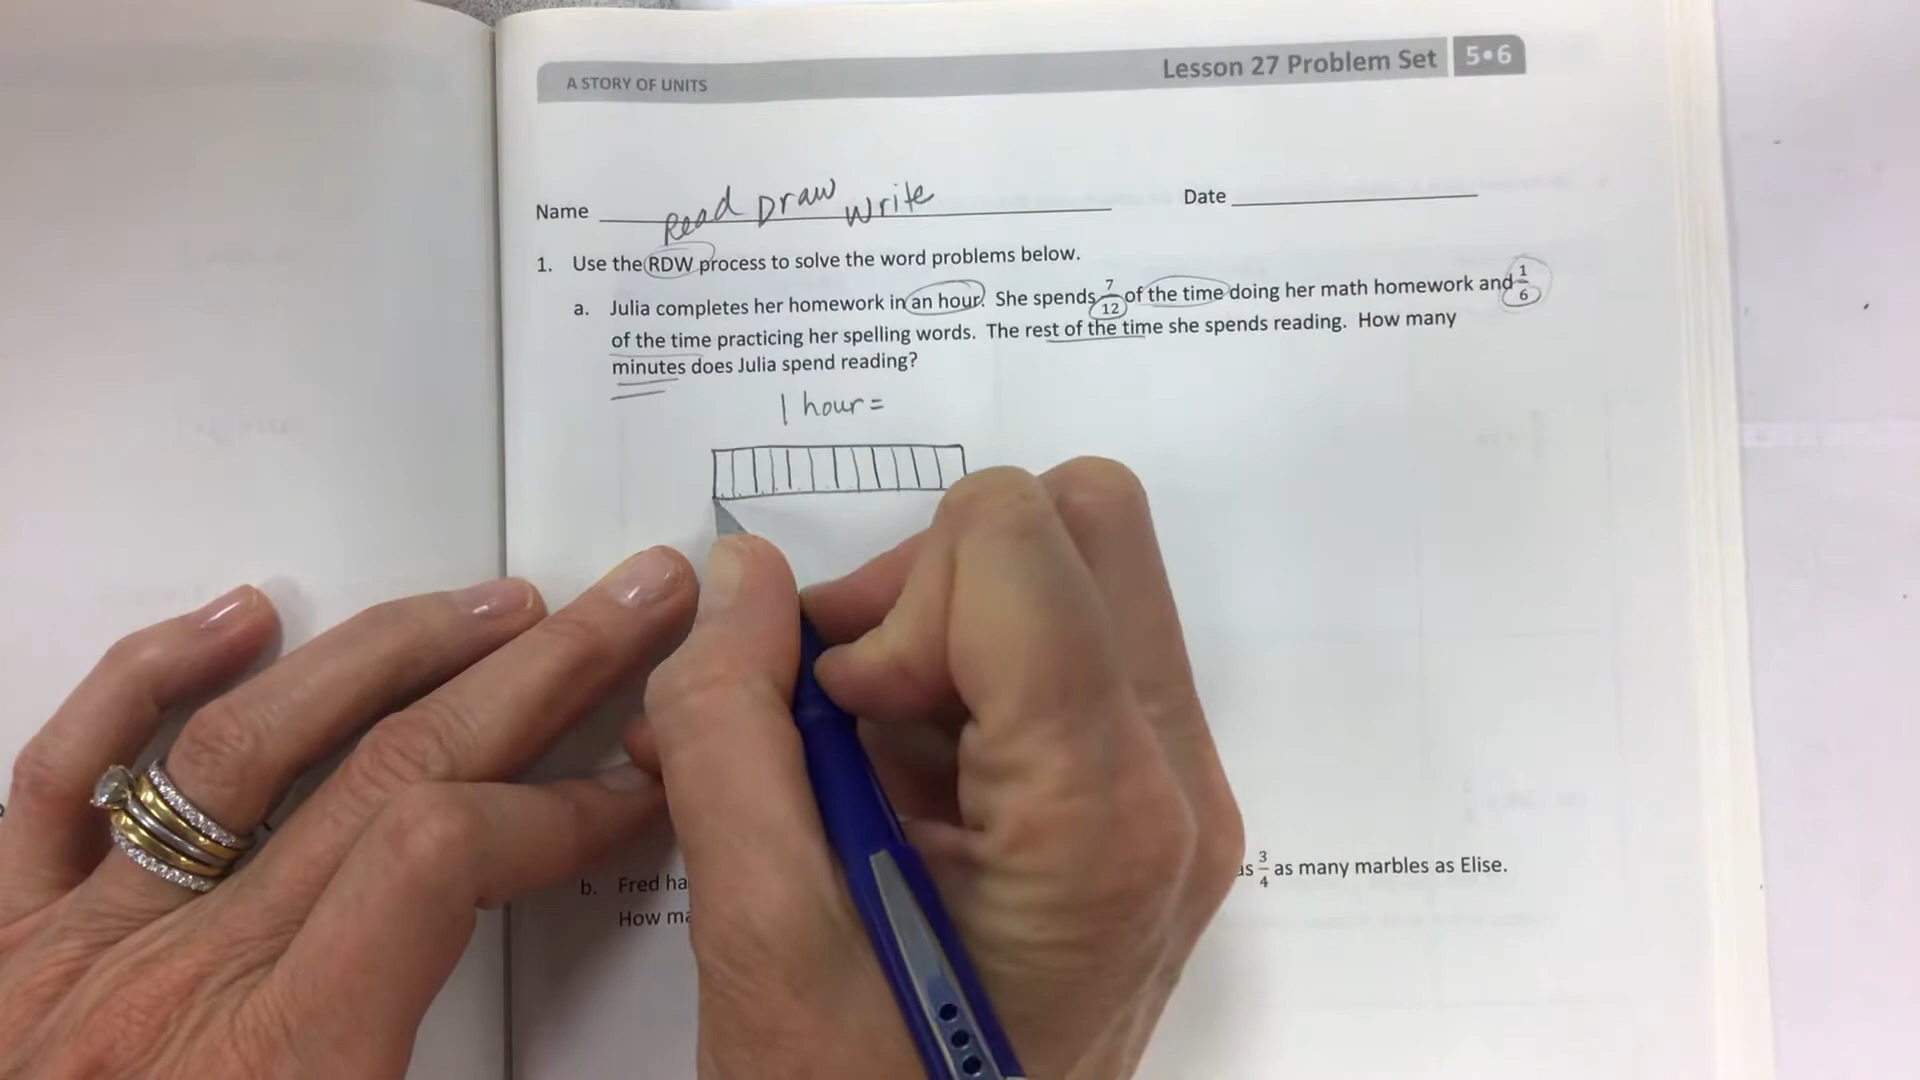 A STORY OF UNITS
Lesson 27 Problem Set 5•6
Name Read Draw Write Date
1. Use the RDW process to solve the word problems below.
a. Julia completes her homework in an hour. She spends 7/12 of the time doing her math homework and 1/6
of the time practicing her spelling words. The rest of the time she spends reading. How many
minutes does Julia spend reading?
1 hour =
b. Fred 3/4 as many marbles as Elise.
How